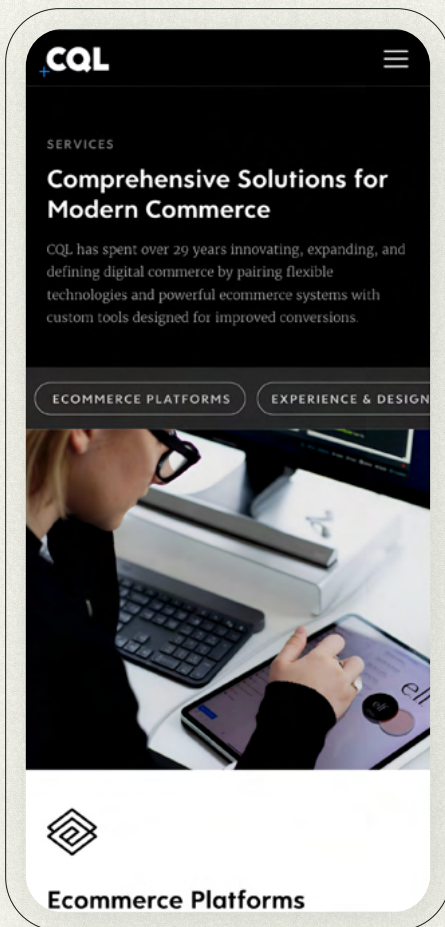 CQL
SERVICES
Comprehensive Solutions for
Modern Commerce
CQL has spent over 29 years innovating, expanding, and
defining digital commerce by pairing flexible
technologies and powerful ecommerce systems with
custom tools designed for improved conversions.
ECOMMERCE PLATFORMS
EXPERIENCE & DESIGN
elf
elf
Ecommerce Platforms